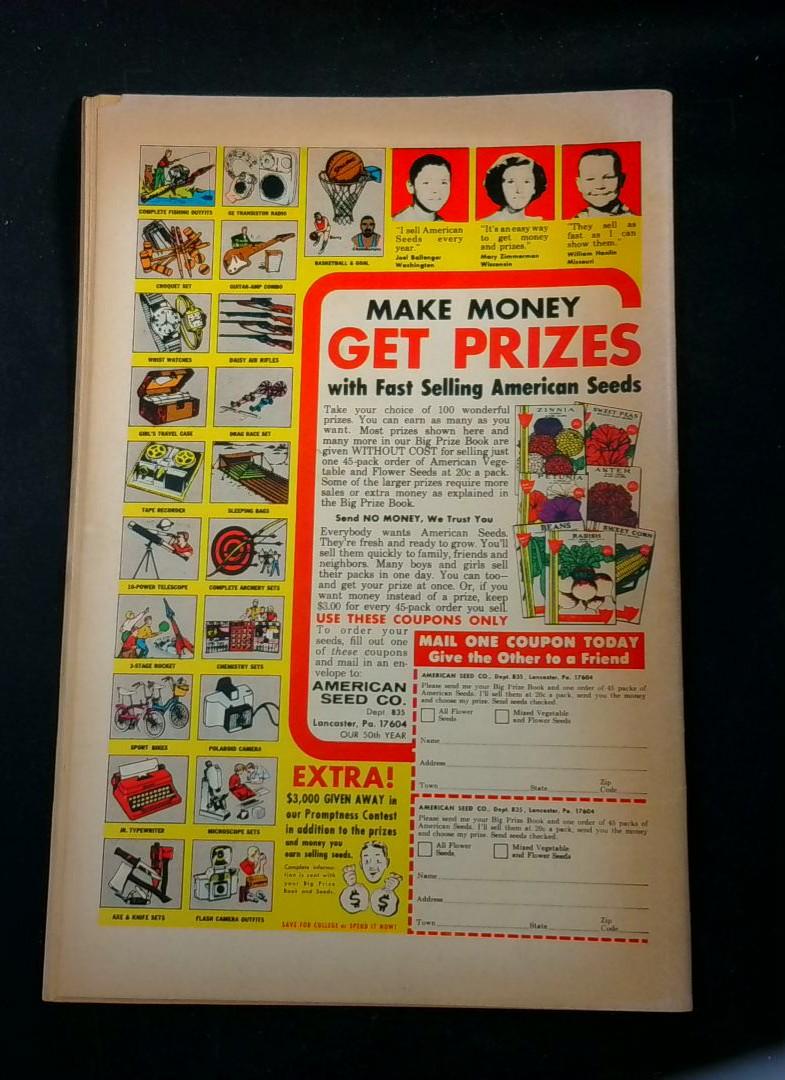 COMPLETE FISHING OUTFITS
GE TRANSISTOR RADIO
BASKETBALL & GOAL
CROQUET SET
GUITAR-AMP COMBO
WRIST WATCHES
DAISY AIR RIFLES
GIRL'S TRAVEL CASE
DRAG RACE SET
TAPE RECORDER
SLEEPING BAGS
10-POWER TELESCOPE
COMPLETE ARCHERY SETS
3-STAGE ROCKET
CHEMISTRY SETS
SPORT BIKES
POLAROID CAMERA
JR. TYPEWRITER
MICROSCOPE SETS
AXE & KNIFE SETS
FLASH CAMERA OUTFITS
"I sell American
Seeds every
year."
Joel Ballenger
Washington
"It's an easy way
to get money
and prizes."
Mary Zimmerman
Wisconsin
"They sell as
fast as I can
show them."
William Hamlin
Missouri
MAKE MONEY
GET PRIZES
with Fast Selling American Seeds
Take your choice of 100 wonderful
prizes. You can earn as many as you
want. Most prizes shown here and
many more in our Big Prize Book are
given WITHOUT COST for selling just
one 45-pack order of American Vege-
table and Flower Seeds at 20c a pack.
Some of the larger prizes require more
sales or extra money as explained in
the Big Prize Book.
Send NO MONEY, We Trust You
Everybody wants American Seeds.
They're fresh and ready to grow. You'll
sell them quickly to family, friends and
neighbors. Many boys and girls sell
their packs in one day. You can too—
and get your prize at once. Or, if you
want money instead of a prize, keep
$3.00 for every 45-pack order you sell.
USE THESE COUPONS ONLY
To order your
seeds, fill out one
of these coupons
and mail in an en-
velope to:
AMERICAN
SEED CO.
Dept. 835
Lancaster, Pa. 17604
OUR 50th YEAR
ZINNIA
SWEET PEAS
PETUNIA
ASTER
BEANS
RADISH
SWEET CORN
MAIL ONE COUPON TODAY
Give the Other to a Friend
AMERICAN SEED CO., Dept. 835, Lancaster, Pa. 17604
Please send me your Big Prize Book and one order of 45 packs of
American Seeds. I'll sell them at 20c a pack, send you the money
and choose my prize. Send seeds checked.
All Flower
Seeds
Mixed Vegetable
and Flower Seeds
Name
Address
Town State Zip Code
AMERICAN SEED CO., Dept. 835, Lancaster, Pa. 17604
Please send me your Big Prize Book and one order of 45 packs of
American Seeds. I'll sell them at 20c a pack, send you the money
and choose my prize. Send seeds checked.
All Flower
Seeds
Mixed Vegetable
and Flower Seeds
Name
Address
Town State Zip Code
EXTRA!
$3,000 GIVEN AWAY in
our Promptness Contest
in addition to the prizes
and money you
earn selling seeds.
Complete informa-
tion is sent with
your Big Prize
Book and Seeds.
$ $
SAVE FOR COLLEGE or SPEND IT NOW!